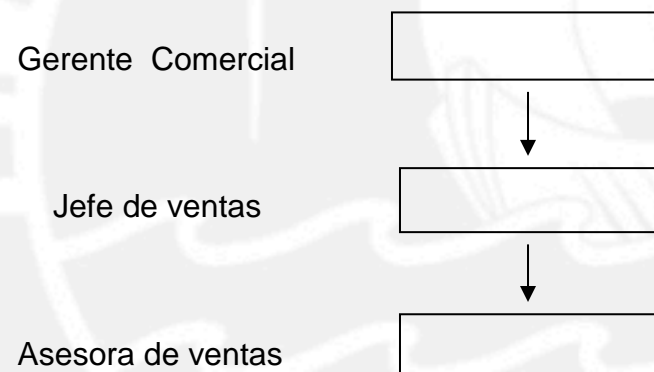 Gerente Comercial
Jefe de ventas
Asesora de ventas